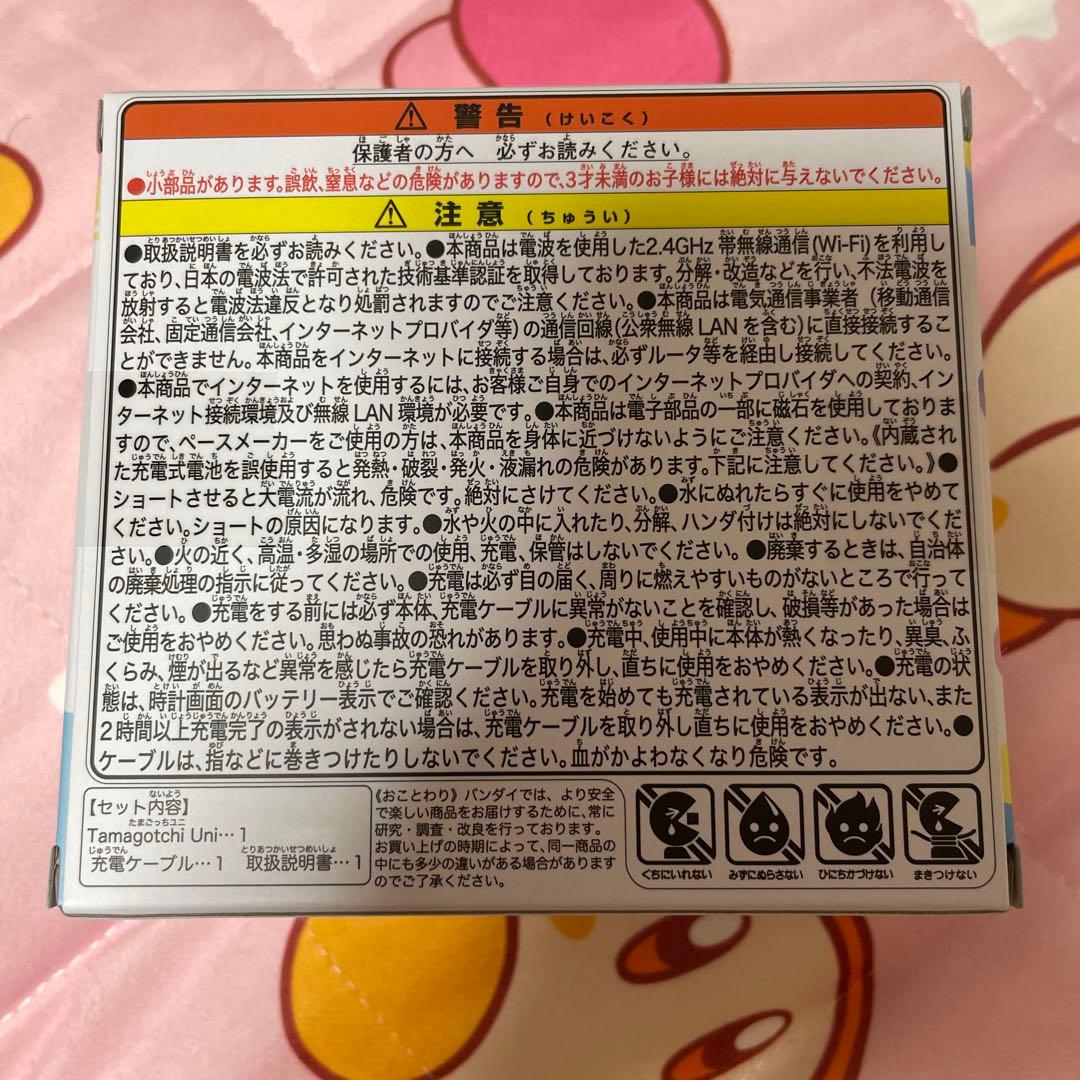 ⚠ 警告 (けいこく)
保護者の方へ 必ずお読みください。
●小部品があります。誤飲、窒息などの危険がありますので、3才未満のお子様には絶対に与えないでください。
⚠ 注意 (ちゅうい)
●取扱説明書を必ずお読みください。●本商品は電波を使用した2.4GHz 帯無線通信(Wi-Fi)を利用し
ており、日本の電波法で許可された技術基準認証を取得しております。分解・改造などを行い、不法電波を
放射すると電波法違反となり処罰されますのでご注意ください。●本商品は電気通信事業者 (移動通信
会社、固定通信会社、インターネットプロバイダ等)の通信回線(公衆無線 LANを含む)に直接接続するこ
とができません。本商品をインターネットに接続する場合は、必ずルータ等を経由し接続してください。
●本商品でインターネットを使用するには、お客様ご自身でのインターネットプロバイダへの契約、イン
ターネット接続環境及び無線 LAN 環境が必要です。●本商品は電子部品の一部に磁石を使用しておりま
すので、ペースメーカーをご使用の方は、本商品を身体に近づけないようにご注意ください。《内蔵され
た充電式電池を誤使用すると発熱・破裂・発火・液漏れの危険があります。下記に注意してください。》●
ショートさせると大電流が流れ、危険です。絶対にさけてください。●水にぬれたらすぐに使用をやめて
ください。ショートの原因になります。●水や火の中に入れたり、分解、ハンダ付けは絶対にしないでくだ
さい。●火の近く、高温・多湿の場所での使用、充電、保管はしないでください。●廃棄するときは、自治体
の廃棄処理の指示に従ってください。●充電は必ず目の届く、周りに燃えやすいものがないところで行って
ください。●充電をする前には必ず本体、充電ケーブルに異常がないことを確認し、破損等があった場合は
ご使用をおやめください。思わぬ事故の恐れがあります。●充電中、使用中に本体が熱くなったり、異臭、ふ
くらみ、煙が出るなど異常を感じたら充電ケーブルを取り外し、直ちに使用をおやめください。●充電の状
態は、時計画面のバッテリー表示でご確認ください。充電を始めても充電されている表示が出ない、また
2時間以上充電完了の表示がされない場合は、充電ケーブルを取り外し直ちに使用をおやめください。●
ケーブルは、指などに巻きつけたりしないでください。血がかよわなくなり危険です。
【セット内容】
たまごっちユニ
Tamagotchi Uni…1
充電ケーブル…1 取扱説明書…1
《おことわり》バンダイでは、より安全
で楽しい商品をお届けするために、常に
研究・調査・改良を行っております。
お買い上げの時期によって、同一商品の
中にも多少の違いがある場合があります
のでご了承ください。
くちにいれない
みずにぬらさない
ひにちかづけない
まきつけない